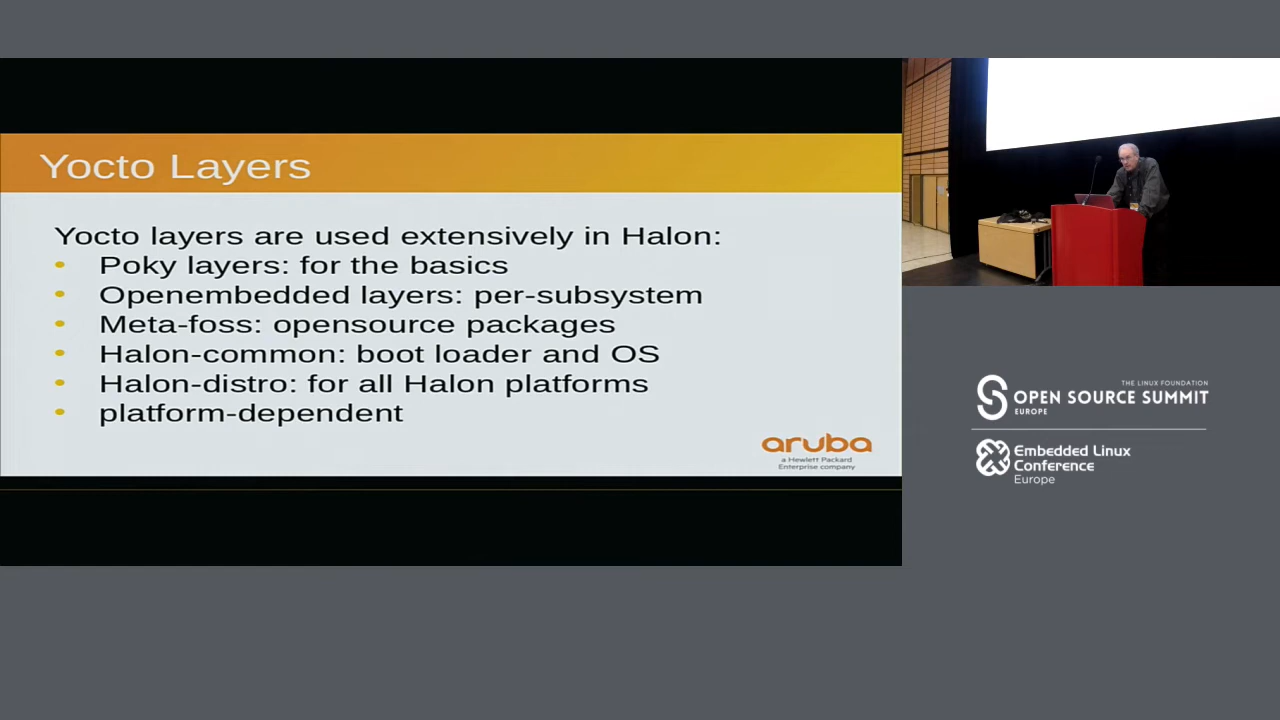 Yocto Layers
Yocto layers are used extensively in Halon:
• Poky layers: for the basics
• Openembedded layers: per-subsystem
• Meta-foss: opensource packages
• Halon-common: boot loader and OS
• Halon-distro: for all Halon platforms
• platform-dependent
aruba
a Hewlett Packard
Enterprise company
THE LINUX FOUNDATION
OPEN SOURCE SUMMIT
EUROPE
Embedded Linux
Conference
Europe